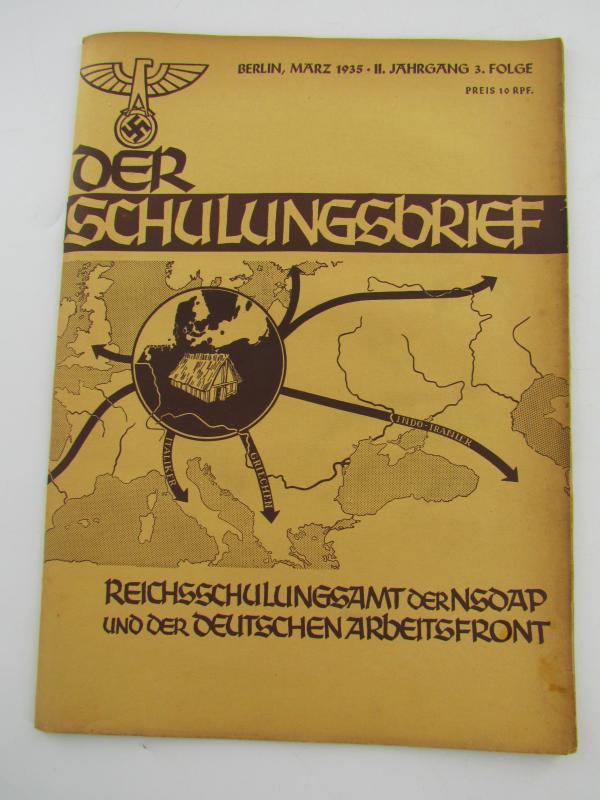 BERLIN, MÄRZ 1935 · II. JAHRGANG 3. FOLGE
PREIS 10 RPF.
DER
SCHULUNGSBRIEF
INDO-IRANIER
ITALIKER
GRIECHEN
REICHSSCHULUNGSAMT DER NSDAP
UND DER DEUTSCHEN ARBEITSFRONT